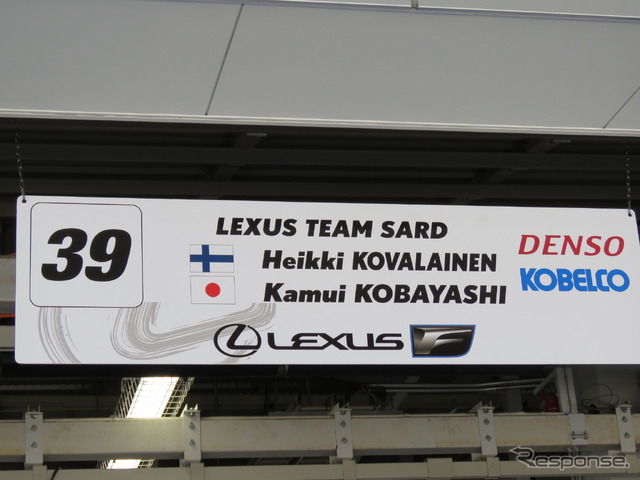 39
LEXUS TEAM SARD
Heikki KOVALAINEN
Kamui KOBAYASHI
DENSO
KOBELCO
LEXUS F
Response.